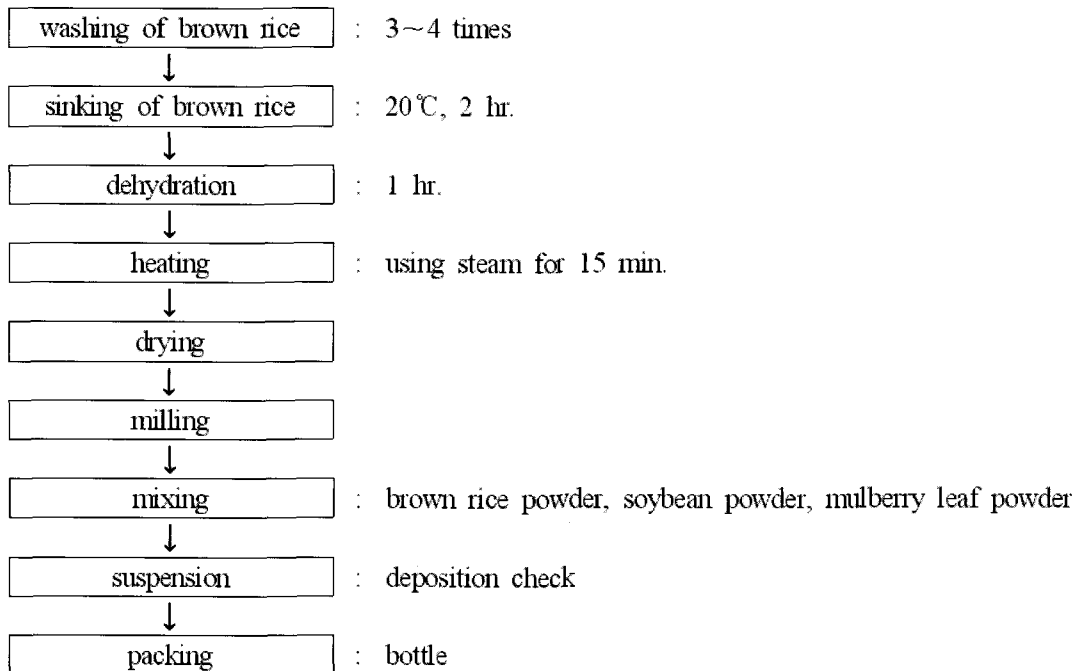 washing of brown rice : 3~4 times
↓
sinking of brown rice : 20℃, 2 hr.
↓
dehydration : 1 hr.
↓
heating : using steam for 15 min.
↓
drying
↓
milling
↓
mixing : brown rice powder, soybean powder, mulberry leaf powder
↓
suspension : deposition check
↓
packing : bottle